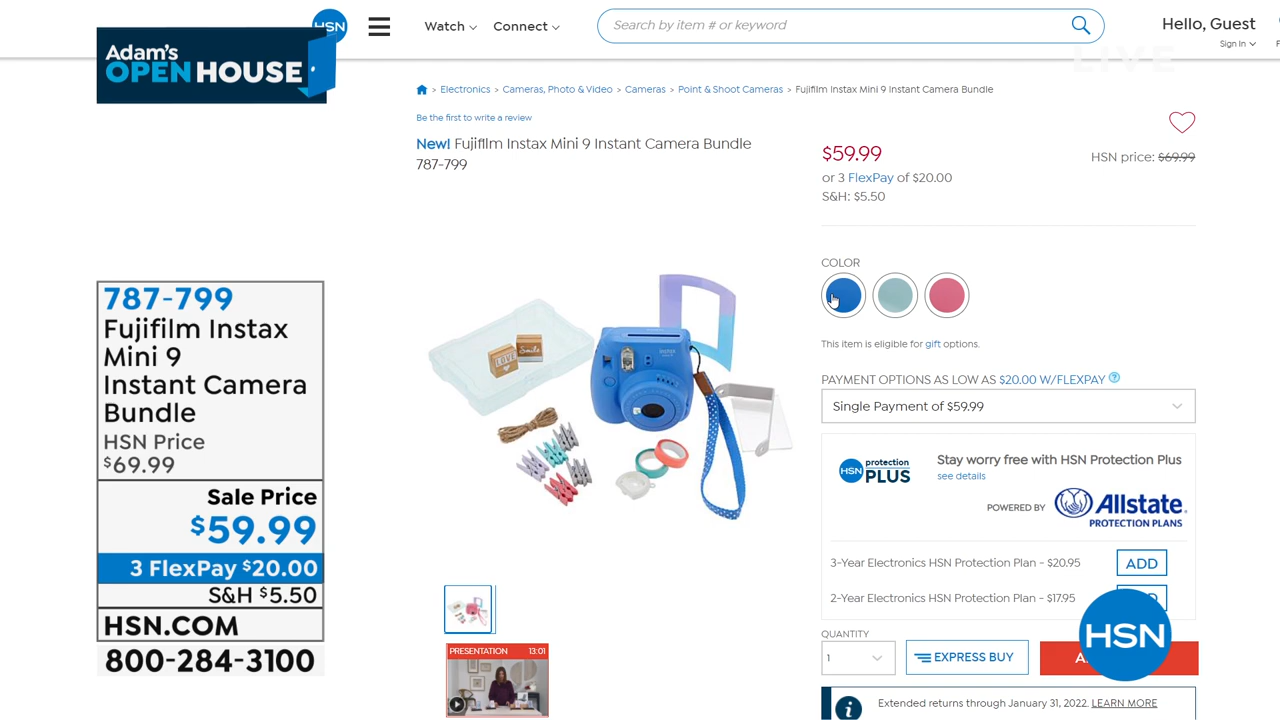 HSN
Adam's
OPEN HOUSE
Watch
Connect
Search by item # or keyword
Hello, Guest
Sign In
LIVE
Electronics > Cameras, Photo & Video > Cameras > Point & Shoot Cameras > Fujifilm Instax Mini 9 Instant Camera Bundle
Be the first to write a review
New! Fujifilm Instax Mini 9 Instant Camera Bundle
787-799
$59.99
HSN price: $69.99
or 3 FlexPay of $20.00
S&H: $5.50
COLOR
This item is eligible for gift options.
PAYMENT OPTIONS AS LOW AS $20.00 W/FLEXPAY ?
Single Payment of $59.99
HSN protection PLUS
Stay worry free with HSN Protection Plus
see details
POWERED BY Allstate
PROTECTION PLANS
3-Year Electronics HSN Protection Plan - $20.95
ADD
2-Year Electronics HSN Protection Plan - $17.95
QUANTITY
1
EXPRESS BUY
HSN
Extended returns through January 31, 2022. LEARN MORE
787-799
Fujifilm Instax
Mini 9
Instant Camera
Bundle
HSN Price
$69.99
Sale Price
$59.99
3 FlexPay $20.00
S&H $5.50
HSN.COM
800-284-3100
LOVE
Smile
instax
PRESENTATION 13:01